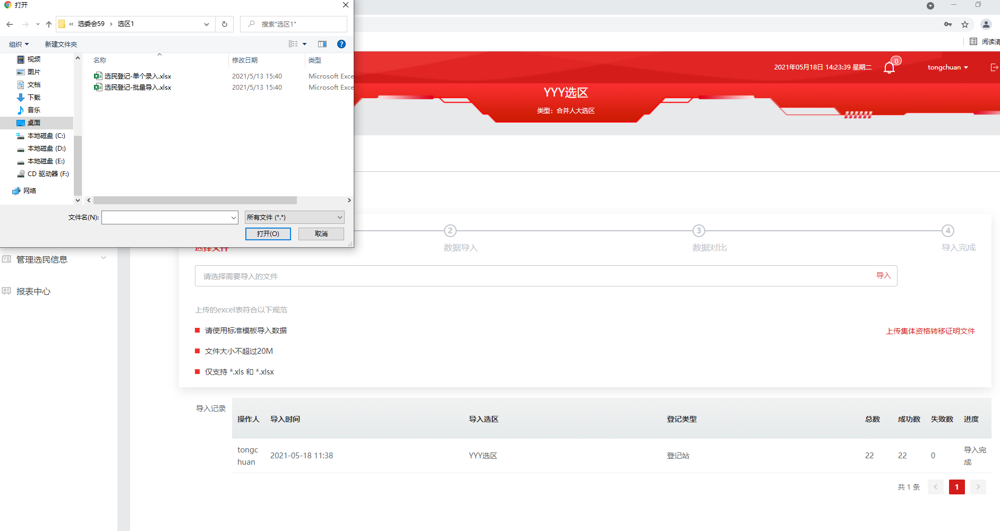 打开
« 选委会59 › 选区1
搜索"选区1"
组织
新建文件夹
视频
图片
文档
下载
音乐
桌面
本地磁盘 (C:)
本地磁盘 (D:)
本地磁盘 (E:)
CD 驱动器 (F:)
网络
名称 修改日期 类型
选民登记-单个录入.xlsx 2021/5/13 15:40 Microsoft Exce
选民登记-批量导入.xlsx 2021/5/13 15:40 Microsoft Exce
文件名(N):
所有文件 (*.*)
打开(O)
取消
阅读清
2021年05月18日 14:23:39 星期二
0
tongchuan
YYY选区
类型：合并人大选区
管理选民信息
报表中心
选择文件
2
数据导入
3
数据对比
4
导入完成
请选择需要导入的文件
导入
上传的excel表符合以下规范
请使用标准模板导入数据
上传集体资格转移证明文件
文件大小不超过20M
仅支持 *.xls 和 *.xlsx
导入记录
操作人 导入时间 导入选区 登记类型 总数 成功数 失败数 进度
tongc
huan
2021-05-18 11:38 YYY选区 登记站 22 22 0
导入完
成
共 1 条
1